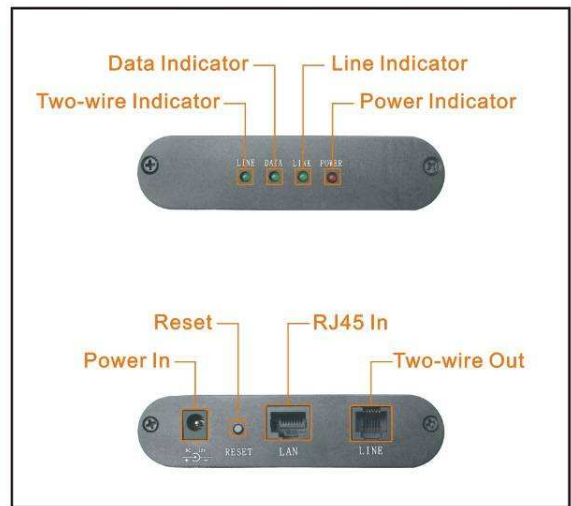 Data Indicator
Line Indicator
Two-wire Indicator
Power Indicator
LINE DATA LINK POWER
Reset
RJ45 In
Power In
Two-wire Out
RESET
LAN
LINE